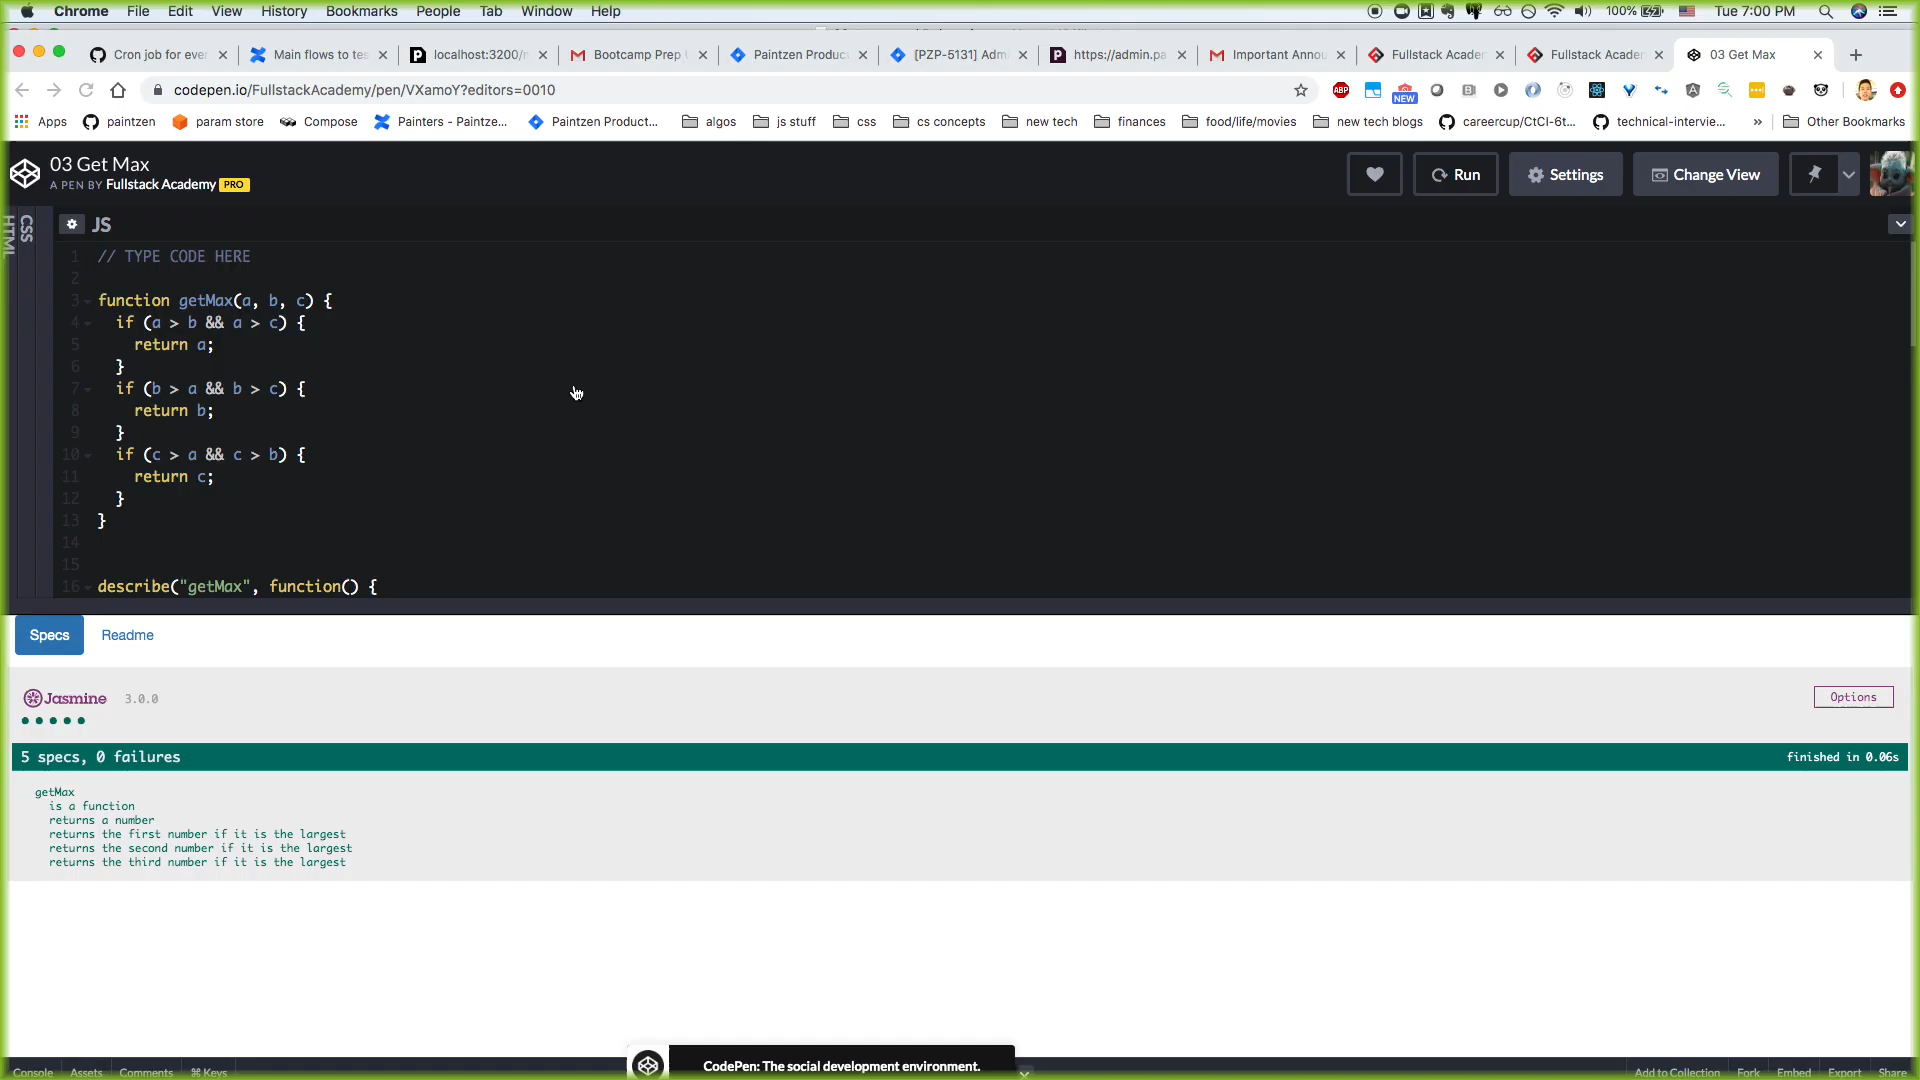 Chrome File Edit View History Bookmarks People Tab Window Help 100% Tue 7:00 PM
Cron job for eve Main flows to tes localhost:3200/r Bootcamp Prep Paintzen Produc [PZP-5131] Adm https://admin.pa Important Annou Fullstack Acade Fullstack Acade 03 Get Max
codepen.io/FullstackAcademy/pen/VXamoY?editors=0010 ABP NEW
Apps paintzen param store Compose Painters - Paintze... Paintzen Product... algos js stuff css cs concepts new tech finances food/life/movies new tech blogs careercup/CtCI-6t... technical-intervie... » Other Bookmarks
03 Get Max
A PEN BY Fullstack Academy PRO
Run Settings Change View
HTML CSS JS
1 // TYPE CODE HERE
2
3 function getMax(a, b, c) {
4 if (a > b && a > c) {
5 return a;
6 }
7 if (b > a && b > c) {
8 return b;
9 }
10 if (c > a && c > b) {
11 return c;
12 }
13 }
14
15
16 describe("getMax", function() {
Specs Readme
Jasmine 3.0.0 Options
5 specs, 0 failures finished in 0.06s
getMax
is a function
returns a number
returns the first number if it is the largest
returns the second number if it is the largest
returns the third number if it is the largest
CodePen: The social development environment.
Console Assets Comments ⌘ Keys Add to Collection Fork Embed Export Share